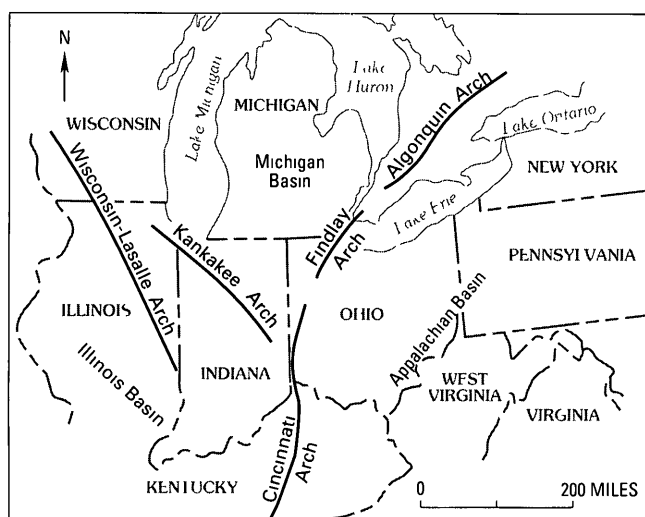 N
WISCONSIN
Lake Michigan
MICHIGAN
Lake
Huron
Algonquin Arch
Lake Ontario
NEW YORK
Michigan
Basin
Wisconsin-Lasalle Arch
Kankakee Arch
Findlay
Arch
Lake Erie
PENNSYLVANIA
ILLINOIS
OHIO
Appalachian Basin
Illinois Basin
INDIANA
WEST
VIRGINIA
VIRGINIA
Cincinnati
Arch
KENTUCKY
0 200 MILES